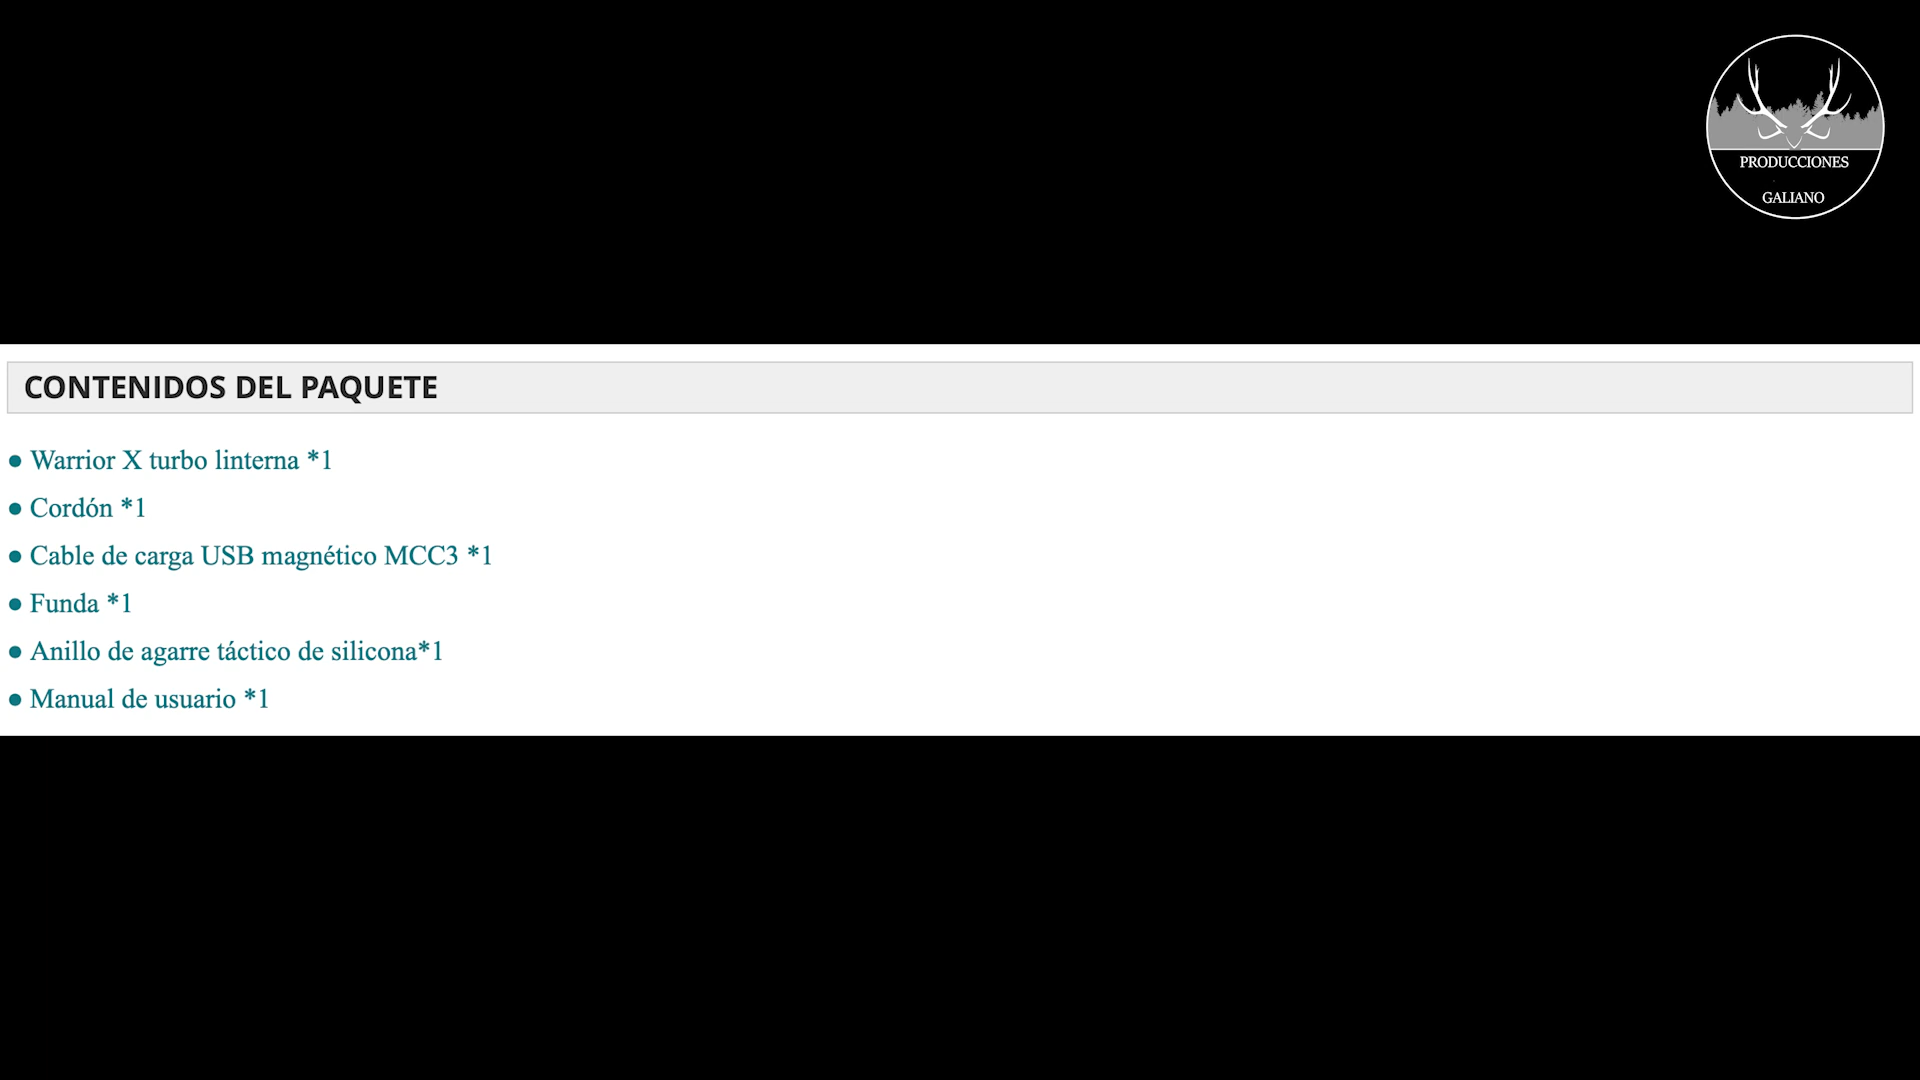 PRODUCCIONES
GALIANO
CONTENIDOS DEL PAQUETE
● Warrior X turbo linterna *1
● Cordón *1
● Cable de carga USB magnético MCC3 *1
● Funda *1
● Anillo de agarre táctico de silicona*1
● Manual de usuario *1